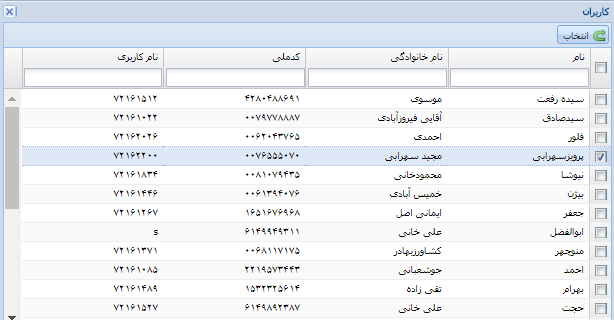 کاربران
انتخاب
نام نام خانوادگی کدملی نام کاربری
سیده رفعت موسوی ۴۲۸۰۴۸۸۶۹۱ ۷۲۱۶۱۵۱۲
سیدصادق آقایی فیروزآبادی ۰۰۷۹۷۷۸۸۸۷ ۷۲۱۶۱۰۲۲
فلور احمدی ۰۰۶۲۰۴۳۷۶۵ ۷۲۱۶۲۰۲۶
پرویزسهرابی مجید سهرابی ۰۰۷۶۵۵۵۰۷۰ ۷۲۱۶۲۲۰۰
نیوشا محمودخانی ۰۰۸۱۰۷۹۴۳۵ ۷۲۱۶۱۸۳۴
بیژن خمیس آبادی ۰۰۶۱۳۹۴۰۷۶ ۷۲۱۶۱۴۴۶
جعفر ایمانی اصل ۱۶۵۱۶۷۶۹۶۸ ۷۲۱۶۱۲۶۷
ابوالفضل علی خانی ۶۱۴۹۹۴۹۳۱۱ s
منوچهر کشاورزبهادر ۰۰۶۸۱۱۷۱۷۵ ۷۲۱۶۱۳۷۱
احمد جوشعبانی ۲۲۱۹۵۷۳۴۴۳ ۷۲۱۶۱۰۸۵
بهرام تقی زاده ۱۵۳۲۳۲۵۶۱۴ ۷۲۱۶۱۴۸۹
حجت علی خانی ۶۱۴۹۸۹۲۳۸۷ ۷۲۱۶۱۵۲۷